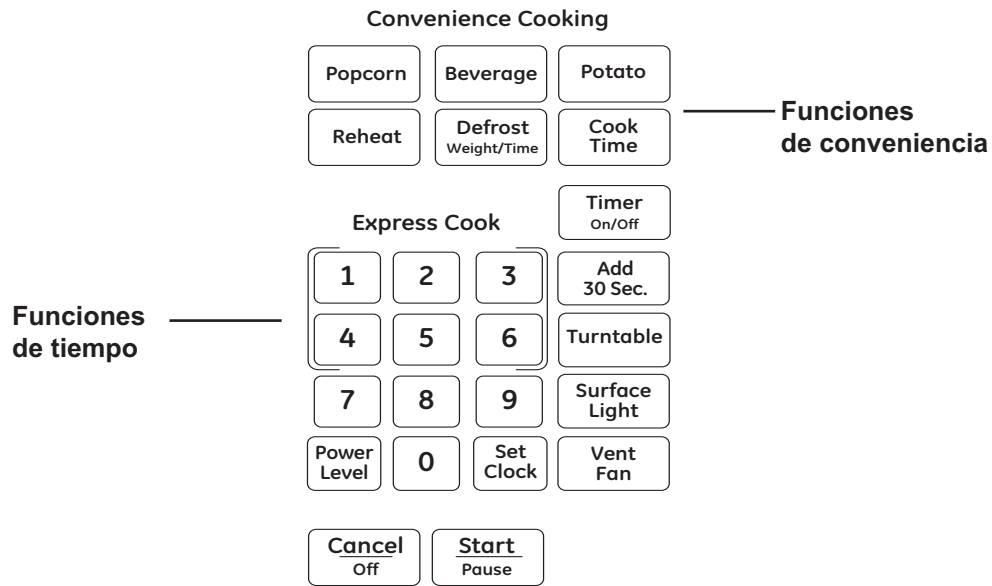 Convenience Cooking
Popcorn
Beverage
Potato
Reheat
Defrost
Weight/Time
Cook
Time
Funciones
de conveniencia
Timer
On/Off
Express Cook
1
2
3
Add
30 Sec.
Funciones
de tiempo
4
5
6
Turntable
7
8
9
Surface
Light
Power
Level
0
Set
Clock
Vent
Fan
Cancel
Off
Start
Pause